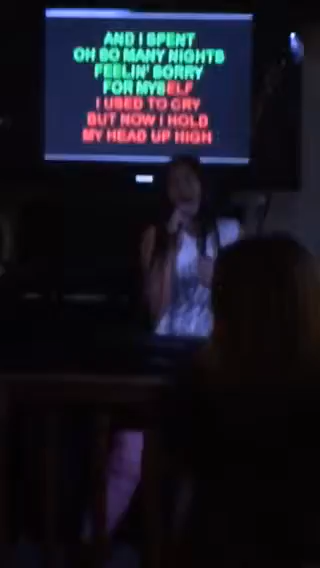 AND I SPENT
OH SO MANY NIGHTS
FEELIN' SORRY
FOR MYSELF
I USED TO CRY
BUT NOW I HOLD
MY HEAD UP HIGH